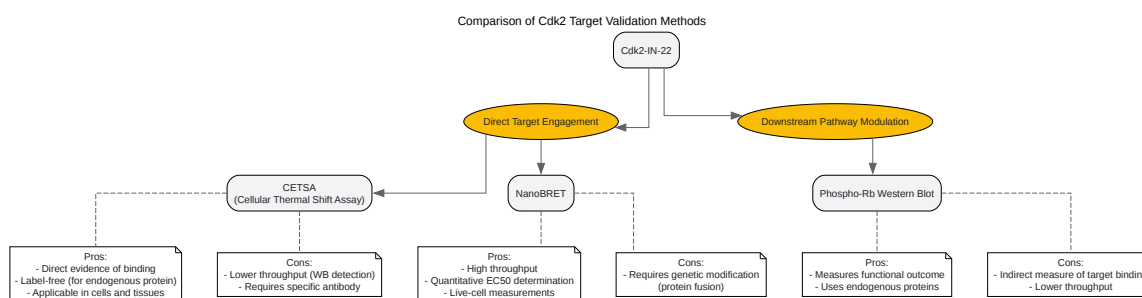 Comparison of Cdk2 Target Validation Methods
Cdk2-IN-22
Direct Target Engagement
Downstream Pathway Modulation
CETSA
(Cellular Thermal Shift Assay)
NanoBRET
Phospho-Rb Western Blot
Pros:
- Direct evidence of binding
- Label-free (for endogenous protein)
- Applicable in cells and tissues
Cons:
- Lower throughput (WB detection)
- Requires specific antibody
Pros:
- High throughput
- Quantitative EC50 determination
- Live-cell measurements
Cons:
- Requires genetic modification
(protein fusion)
Pros:
- Measures functional outcome
- Uses endogenous proteins
Cons:
- Indirect measure of target bindin
- Lower throughput